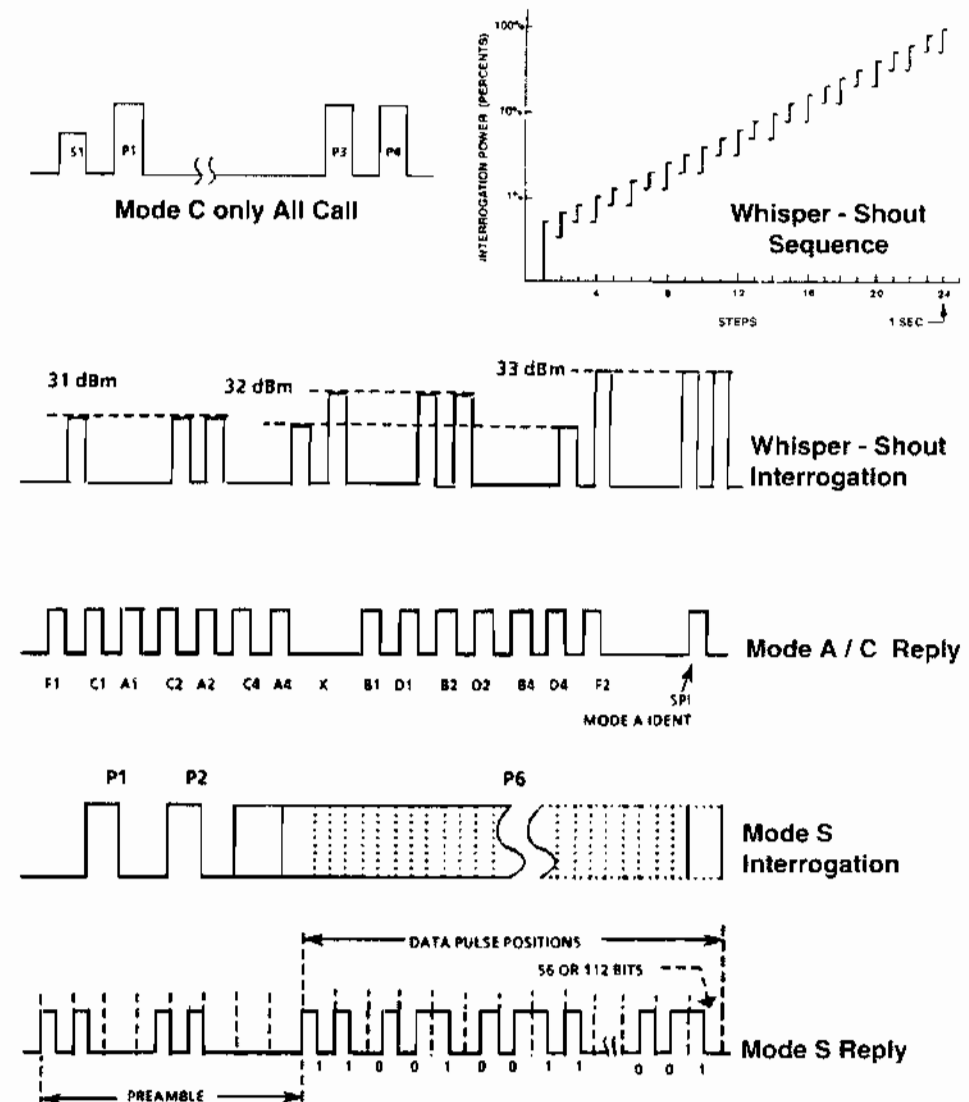 S1 P1 P3 P4
Mode C only All Call
INTERROGATION POWER (PERCENTS)
100%
10%
1%
Whisper - Shout
Sequence
4 8 12 16 20 24
STEPS
1 SEC
31 dBm
32 dBm
33 dBm
Whisper - Shout
Interrogation
Mode A / C Reply
F1 C1 A1 C2 A2 C4 A4 X B1 D1 B2 D2 B4 D4 F2
SPI
MODE A IDENT
P1 P2 P6
Mode S
Interrogation
DATA PULSE POSITIONS
56 OR 112 BITS
Mode S Reply
1 1 0 0 1 0 0 1 1 0 0 1
PREAMBLE